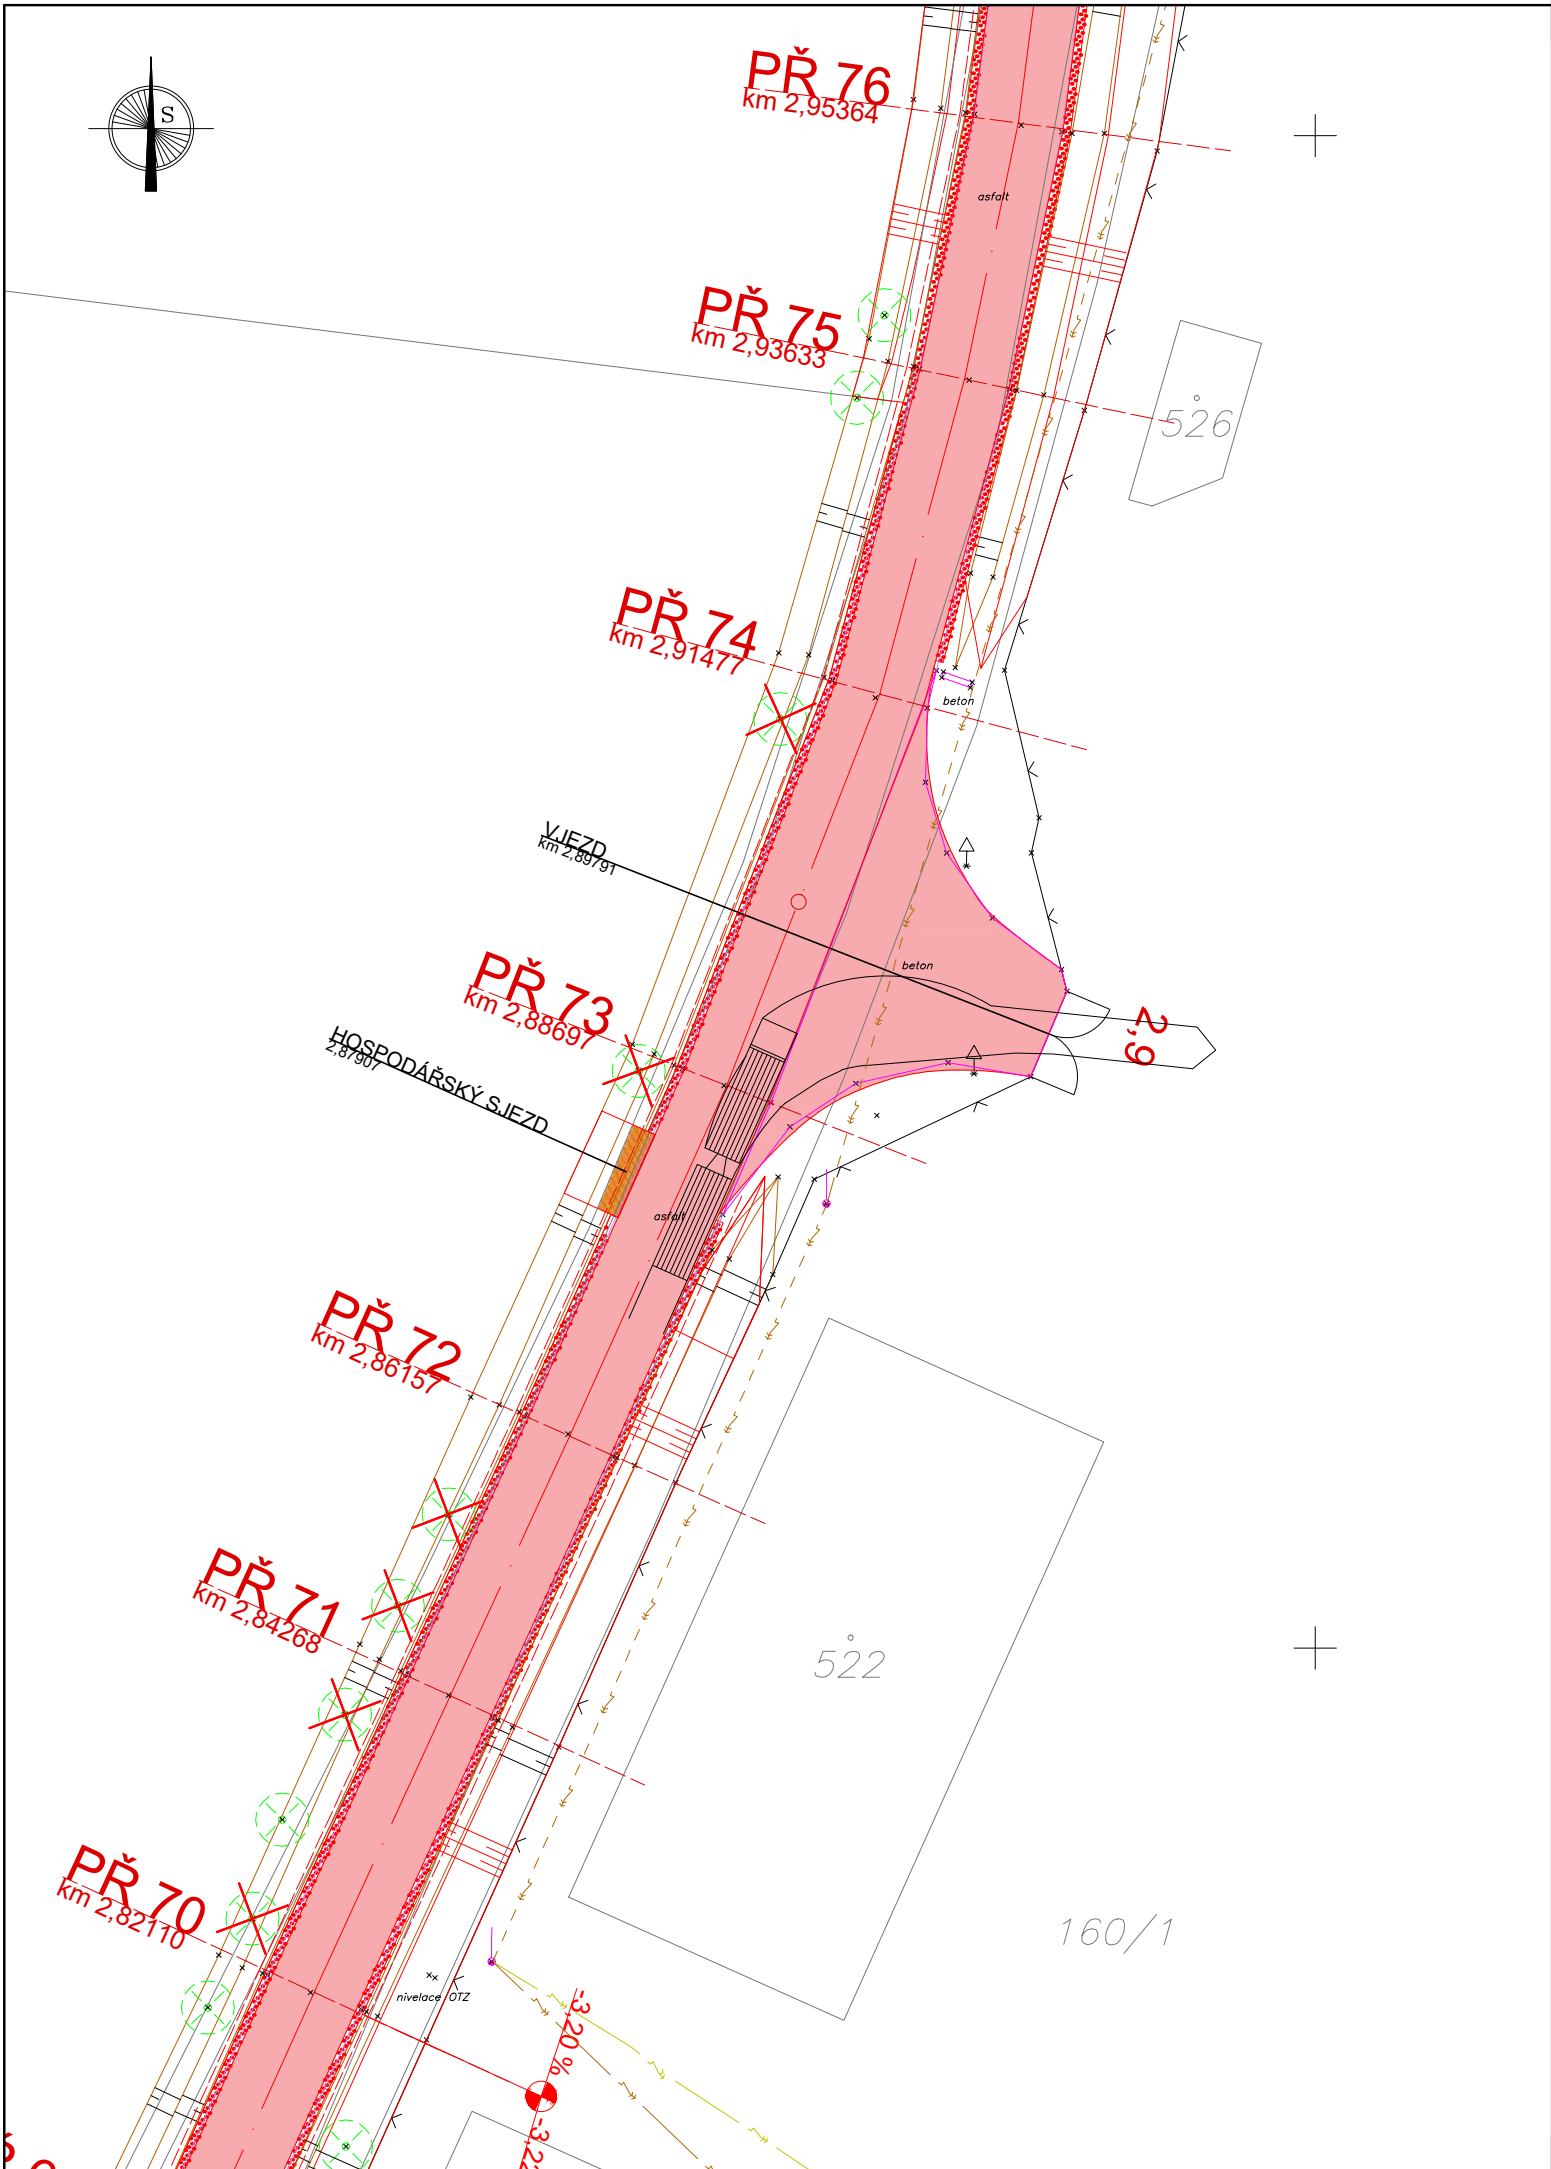 S
PŘ 76
km 2,95364
asfalt
PŘ 75
km 2,93633
526
PŘ 74
km 2,91477
beton
VJEZD
km 2,89791
PŘ 73
km 2,88697
beton
2,9
HOSPODÁŘSKÝ SJEZD
2,87907
asfalt
PŘ 72
km 2,86157
PŘ 71
km 2,84268
522
PŘ 70
km 2,82110
160/1
nivelace OTZ
-3,20 %